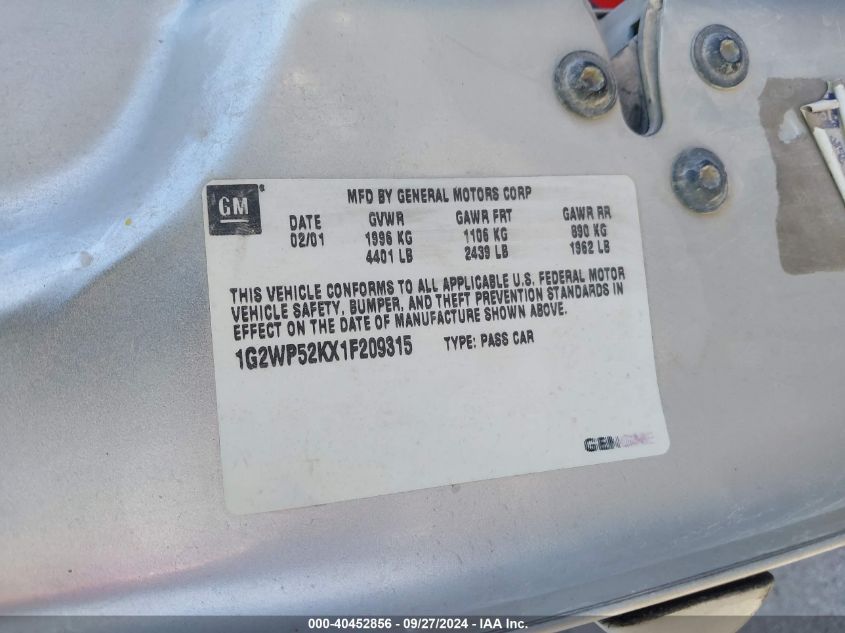 GM
MFD BY GENERAL MOTORS CORP
DATE GVWR GAWR FRT GAWR RR
02/01 1996 KG 1106 KG 890 KG
4401 LB 2439 LB 1962 LB
THIS VEHICLE CONFORMS TO ALL APPLICABLE U.S. FEDERAL MOTOR
VEHICLE SAFETY, BUMPER, AND THEFT PREVENTION STANDARDS IN
EFFECT ON THE DATE OF MANUFACTURE SHOWN ABOVE.
1G2WP52KX1F209315 TYPE: PASS CAR
000-40452856 / 09/27/2024 - IAA Inc.